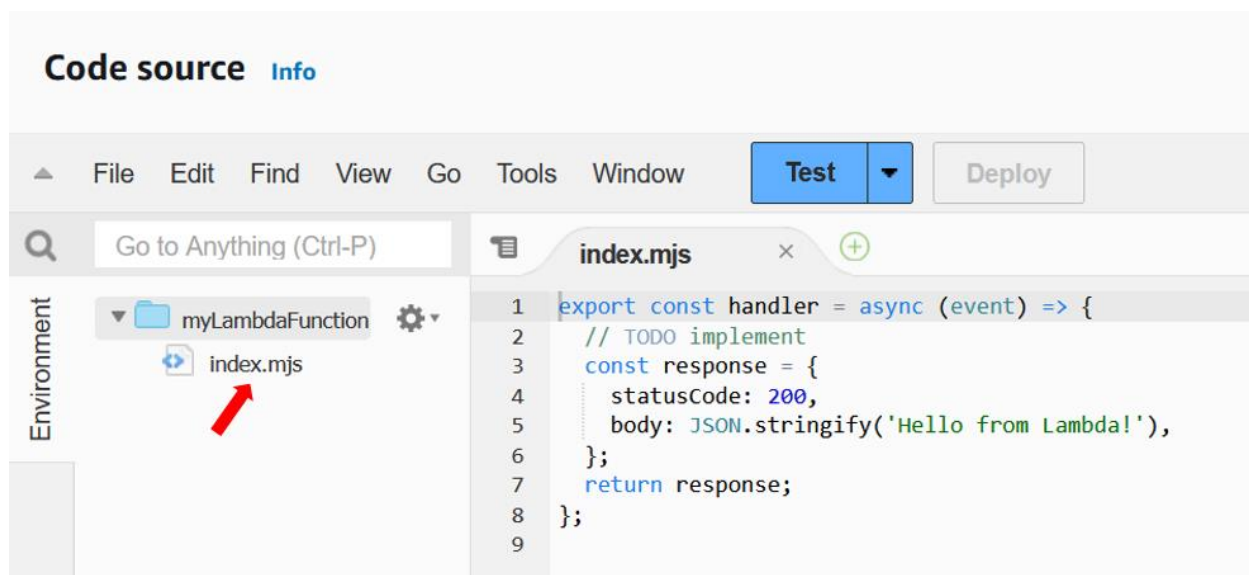 Code source Info
File Edit Find View Go Tools Window Test Deploy
Go to Anything (Ctrl-P)
index.mjs
Environment
myLambdaFunction
index.mjs
1 export const handler = async (event) => {
2   // TODO implement
3   const response = {
4     statusCode: 200,
5     body: JSON.stringify('Hello from Lambda!'),
6   };
7   return response;
8 };
9